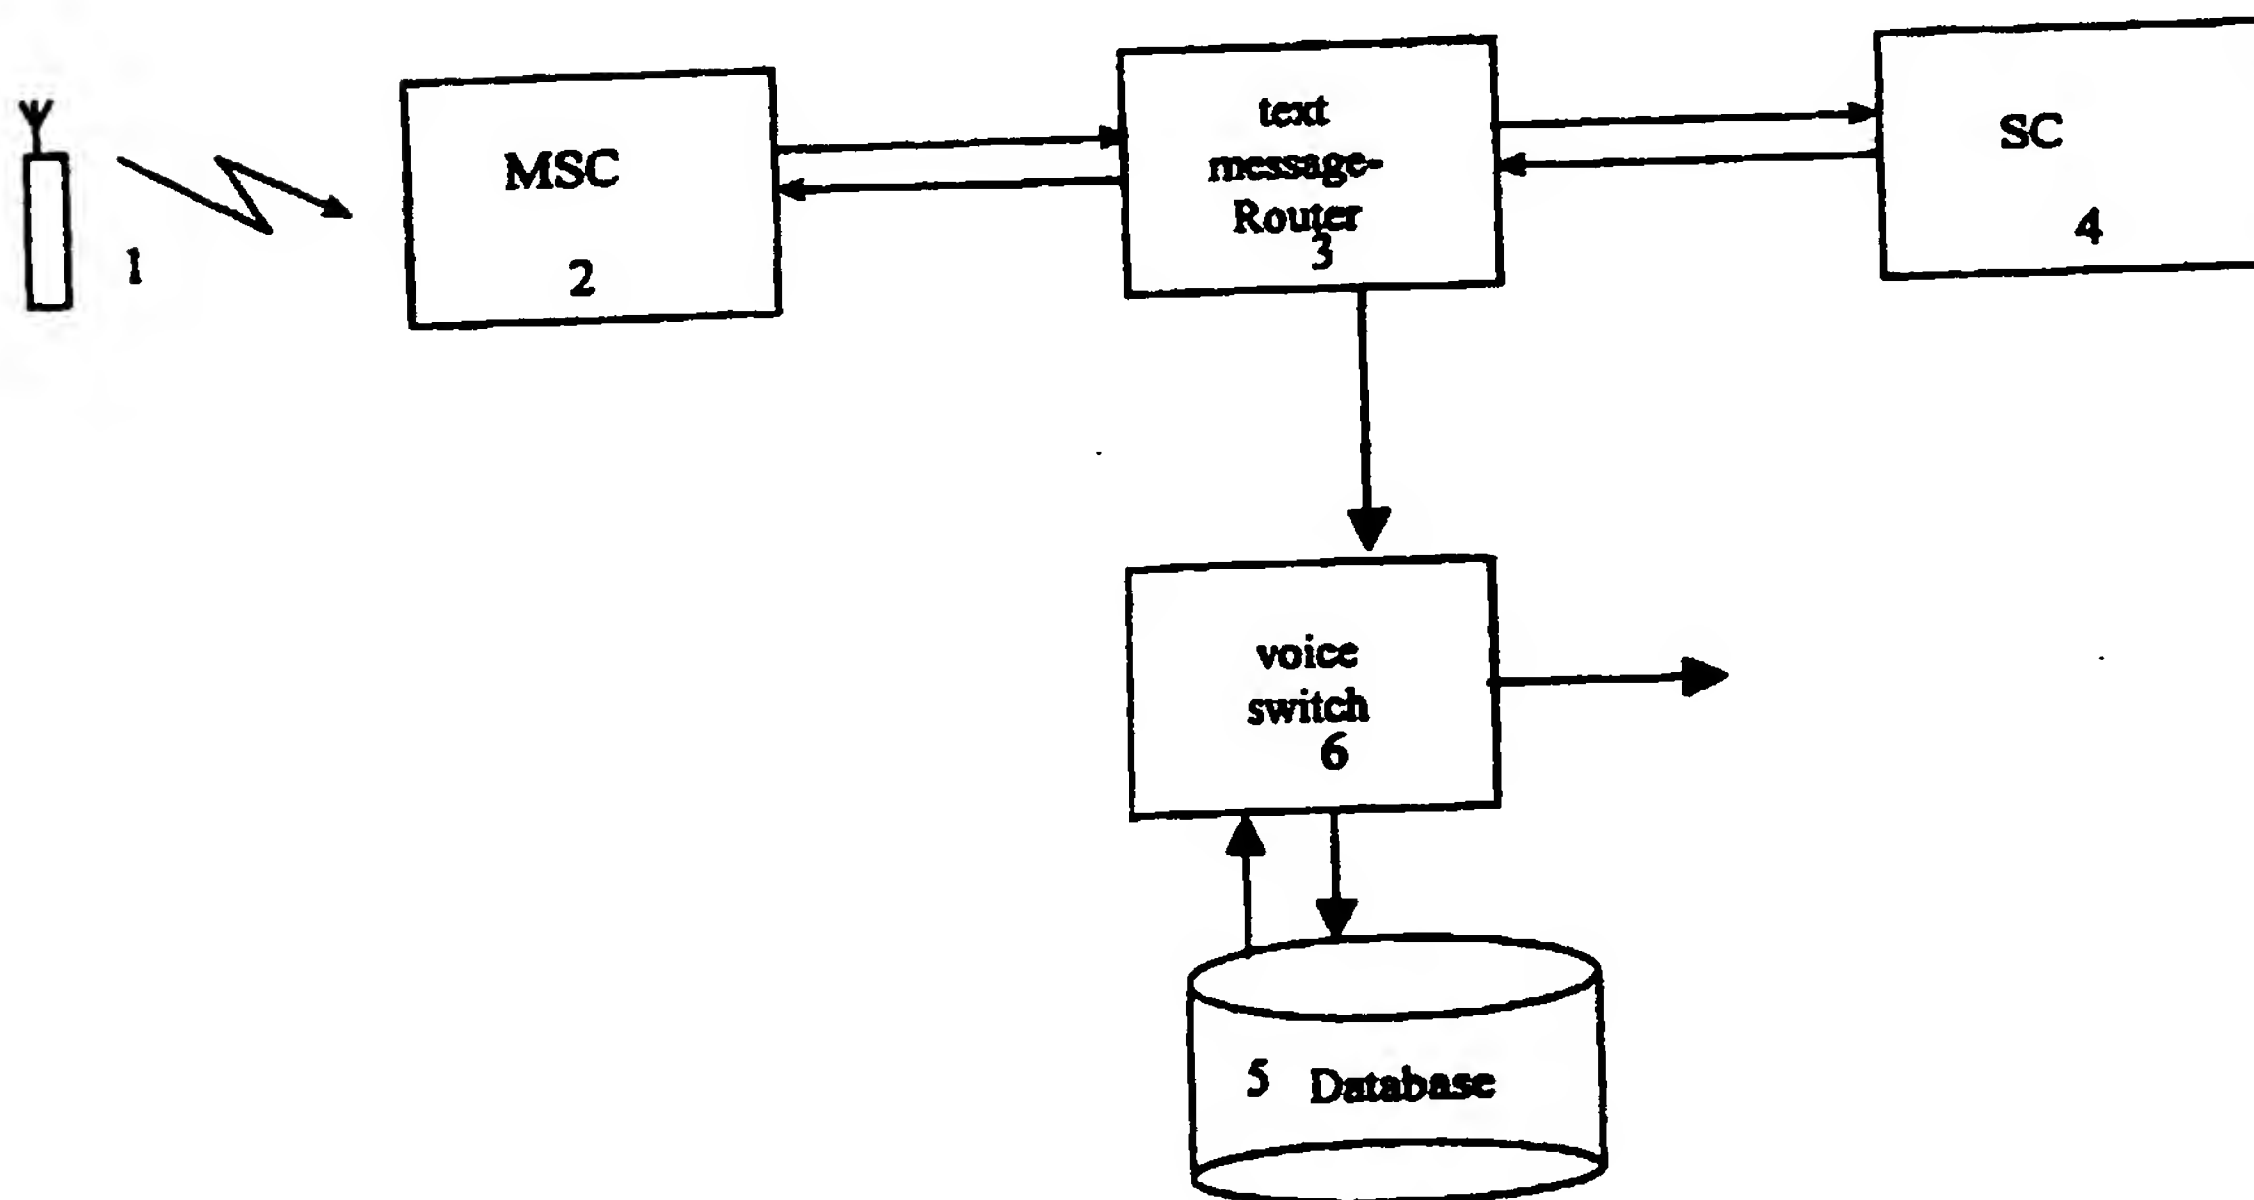 1
MSC
2
text
message-
Router
3
SC
4
voice
switch
6
5 Database